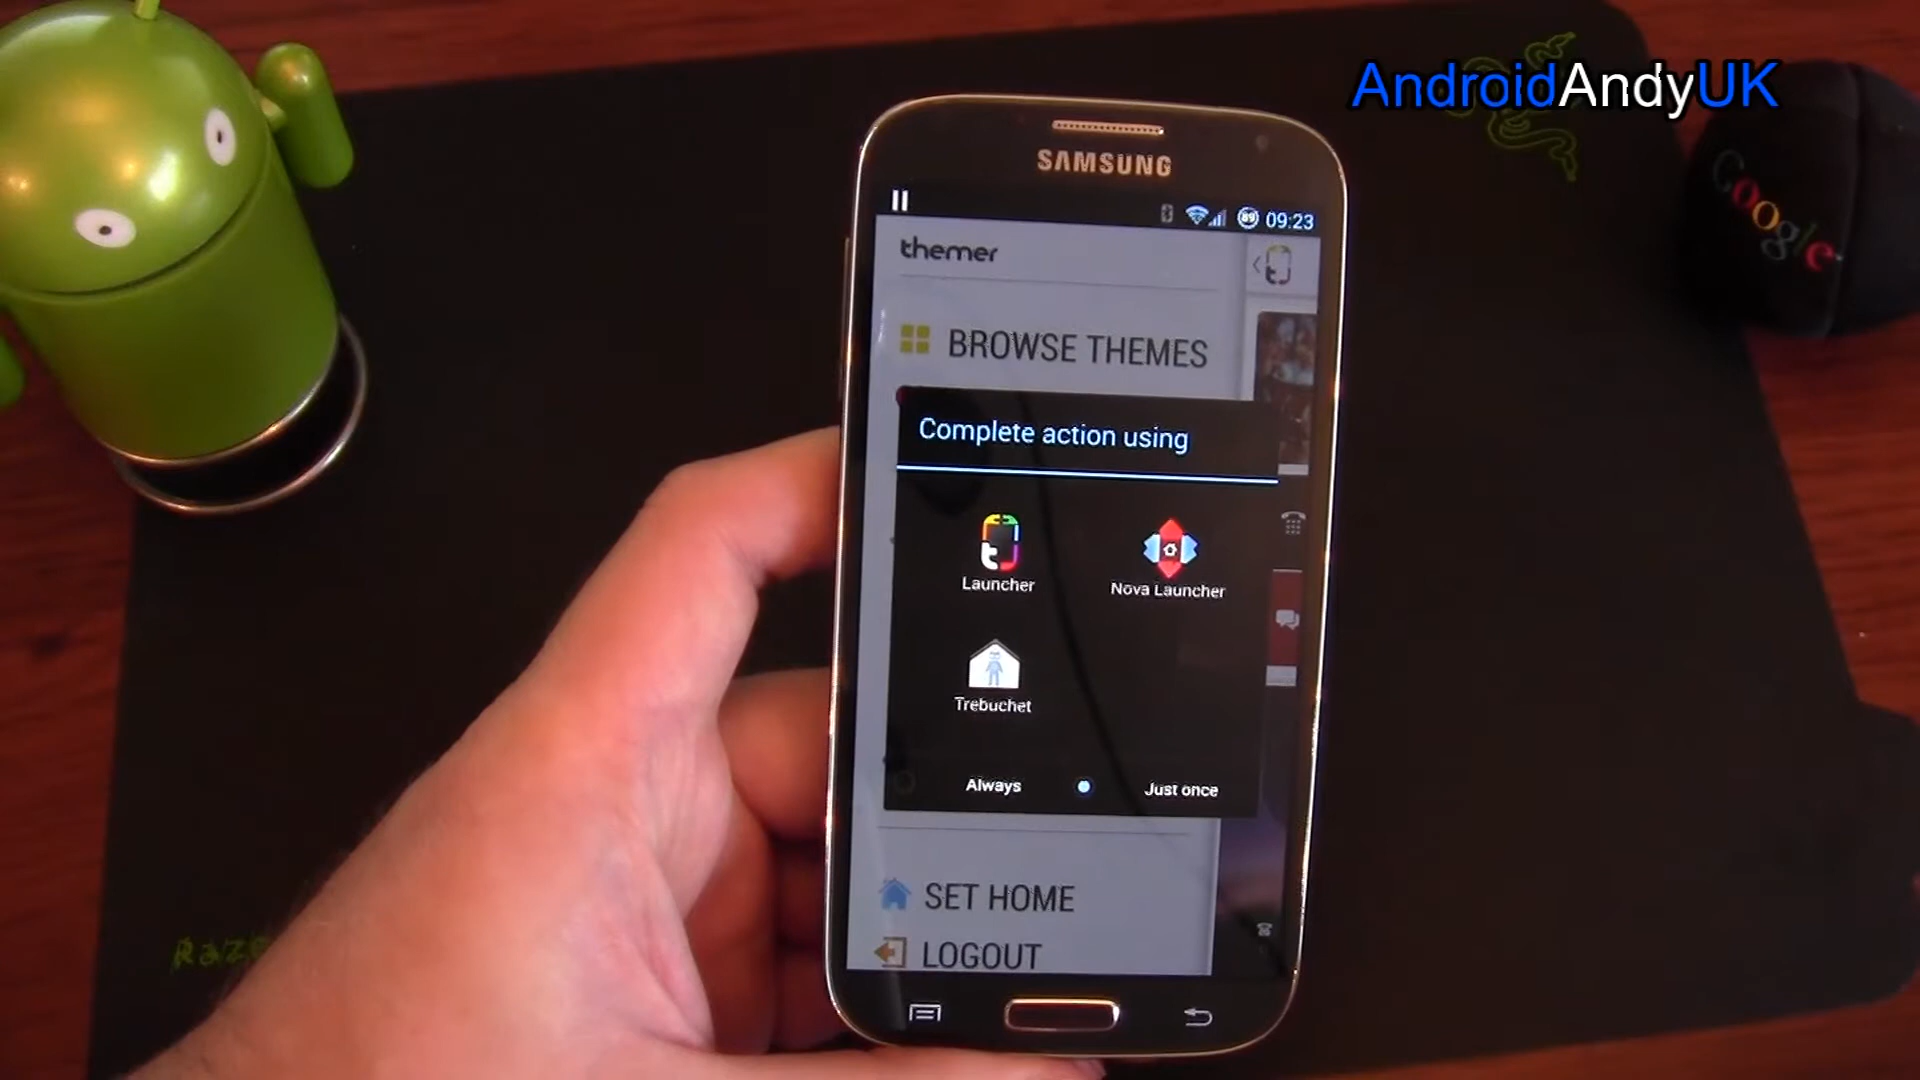 AndroidAndyUK
Google
SAMSUNG
89 09:23
themer
BROWSE THEMES
Complete action using
Launcher
Nova Launcher
Trebuchet
Always
Just once
SET HOME
LOGOUT